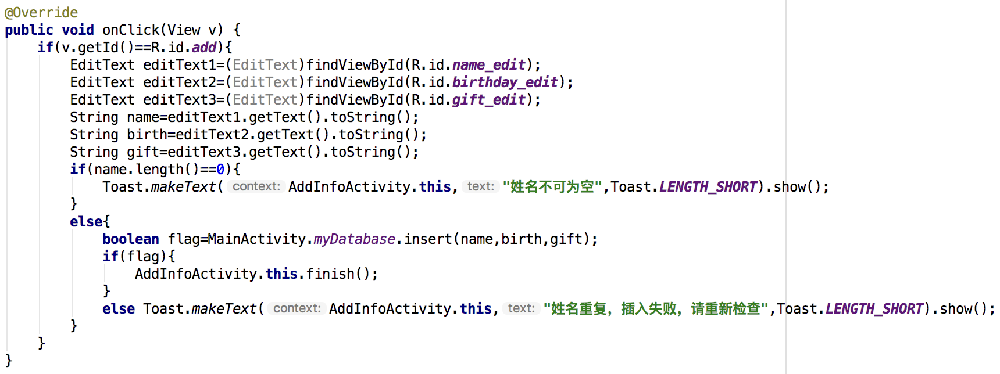 @Override
public void onClick(View v) {
if(v.getId()==R.id.add){
EditText editText1=(EditText)findViewById(R.id.name_edit);
EditText editText2=(EditText)findViewById(R.id.birthday_edit);
EditText editText3=(EditText)findViewById(R.id.gift_edit);
String name=editText1.getText().toString();
String birth=editText2.getText().toString();
String gift=editText3.getText().toString();
if(name.length()==0){
Toast.makeText( context: AddInfoActivity.this, text: "姓名不可为空",Toast.LENGTH_SHORT).show();
}
else{
boolean flag=MainActivity.myDatabase.insert(name,birth,gift);
if(flag){
AddInfoActivity.this.finish();
}
else Toast.makeText( context: AddInfoActivity.this, text: "姓名重复，插入失败，请重新检查",Toast.LENGTH_SHORT).show();
}
}
}